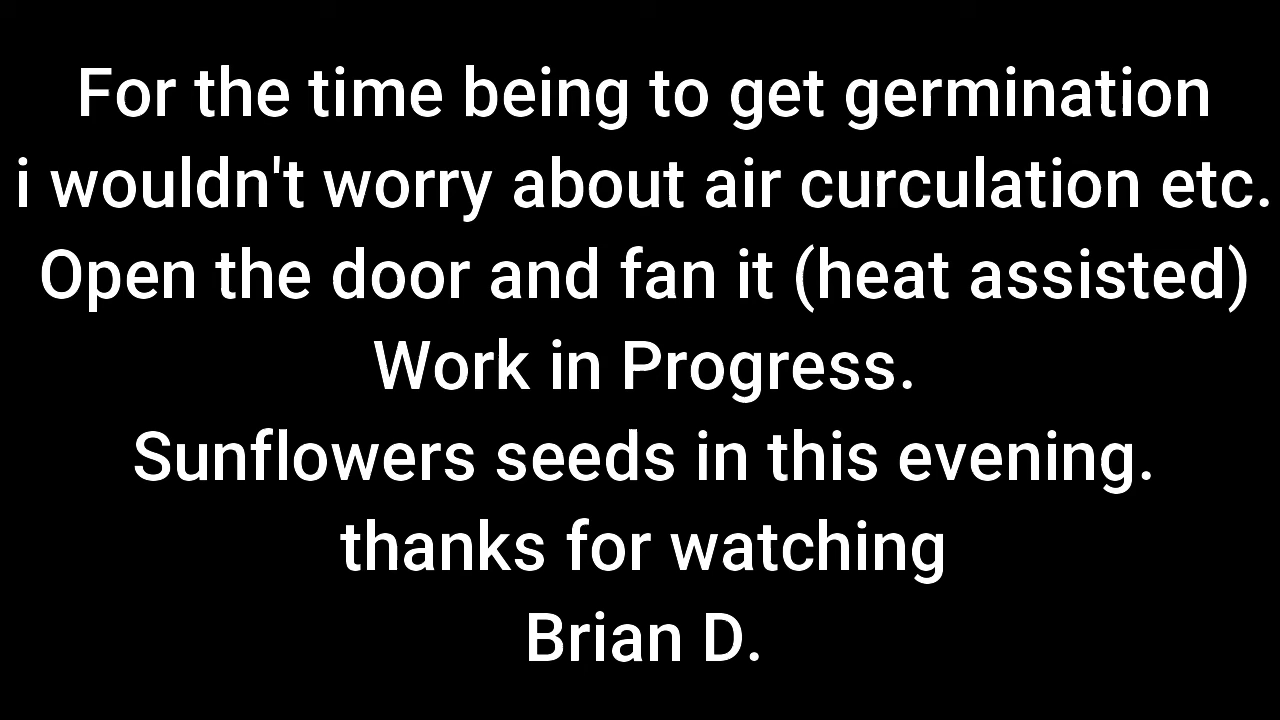 For the time being to get germination
i wouldn't worry about air curculation etc.
Open the door and fan it (heat assisted)
Work in Progress.
Sunflowers seeds in this evening.
thanks for watching
Brian D.